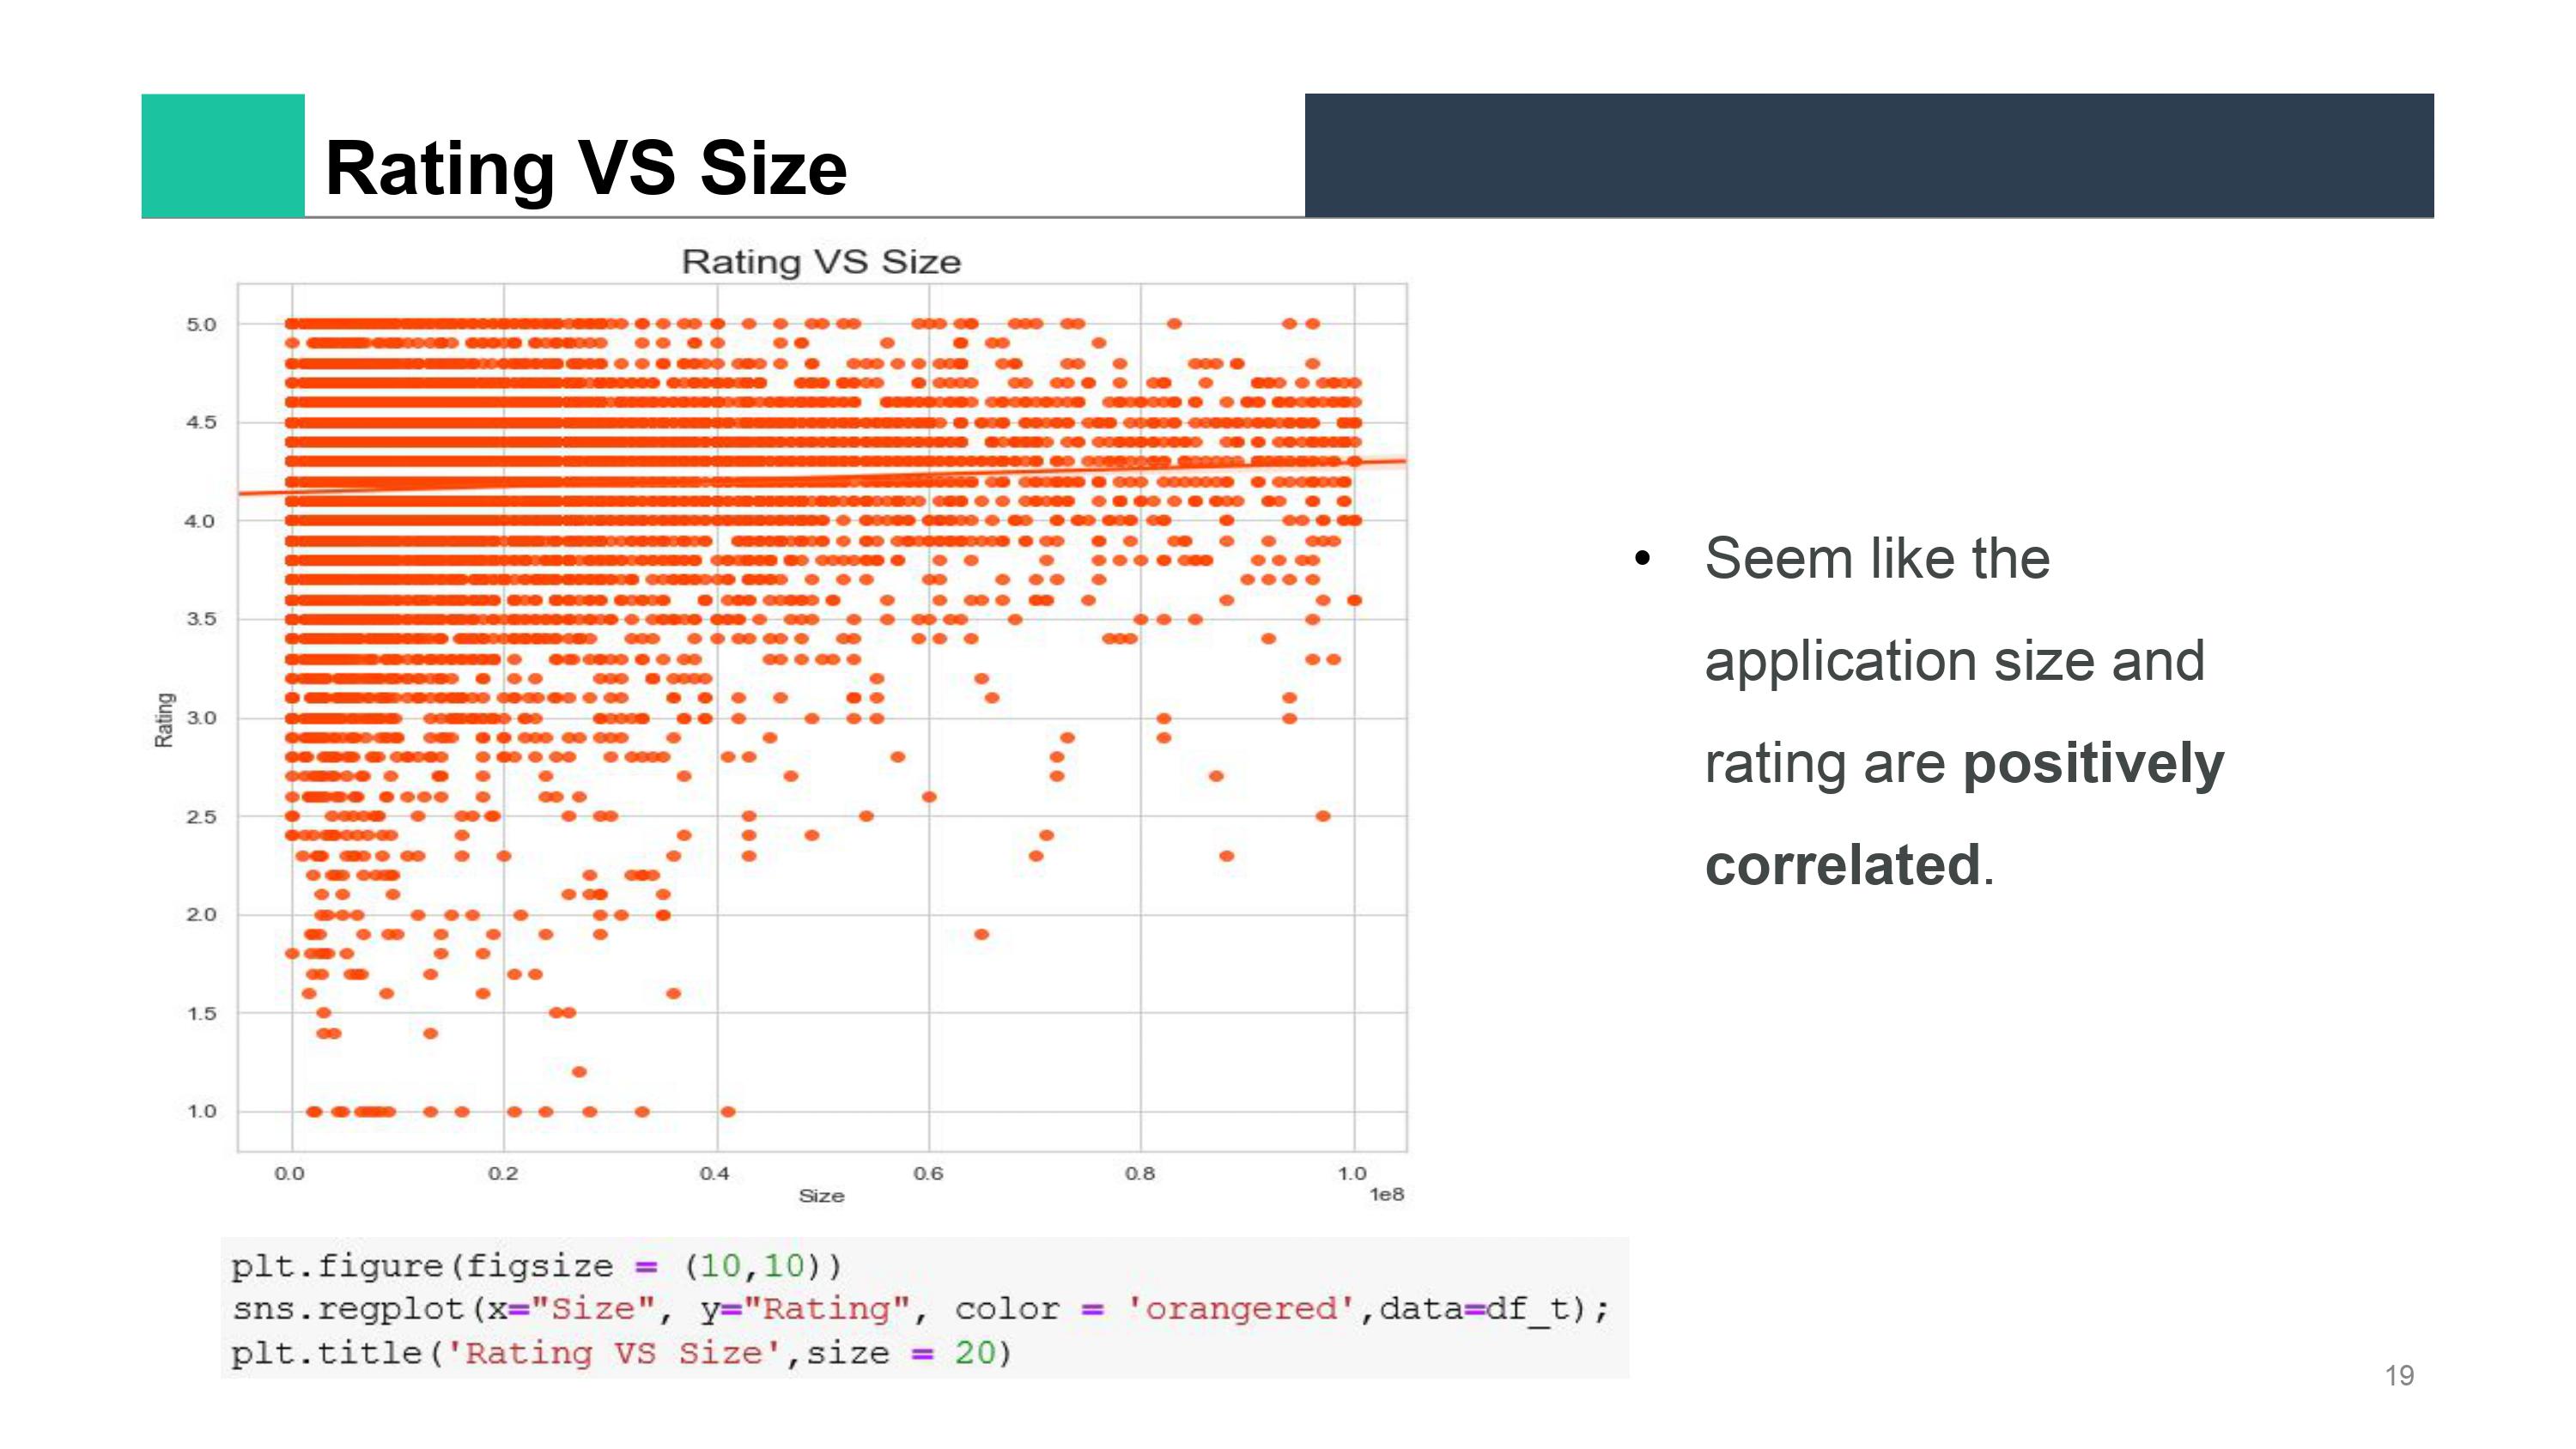 Rating VS Size
Rating VS Size
5.0
4.5
4.0
3.5
3.0
2.5
2.0
1.5
1.0
Rating
0.0 0.2 0.4 0.6 0.8 1.0
Size
1e8
• Seem like the
application size and
rating are positively
correlated.
plt.figure(figsize = (10,10))
sns.regplot(x="Size", y="Rating", color = 'orangered',data=df_t);
plt.title('Rating VS Size',size = 20)
19